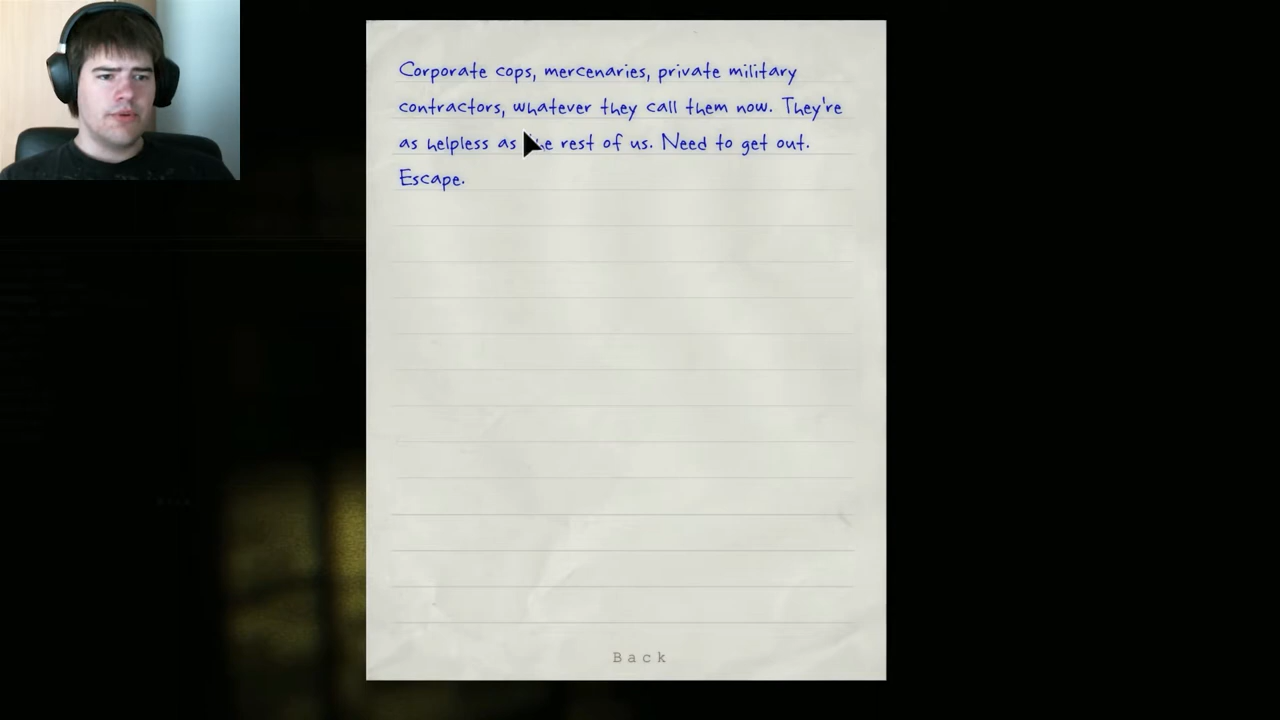 Corporate cops, mercenaries, private military
contractors, whatever they call them now. They're
as helpless as the rest of us. Need to get out.
Escape.
Back